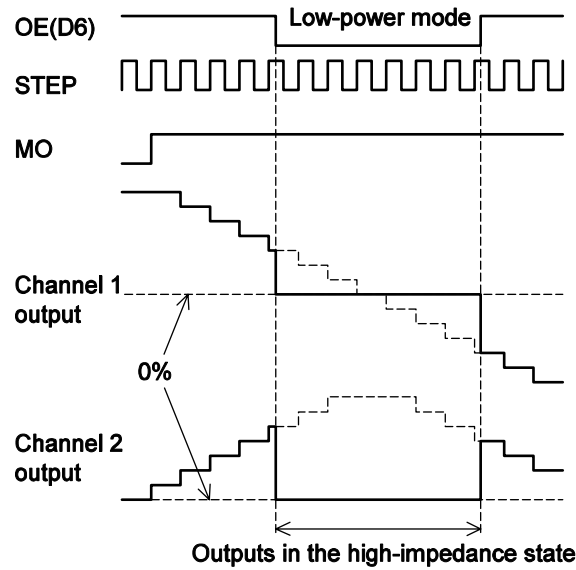 OE(D6)
Low-power mode
STEP
MO
Channel 1
output
0%
Channel 2
output
Outputs in the high-impedance state